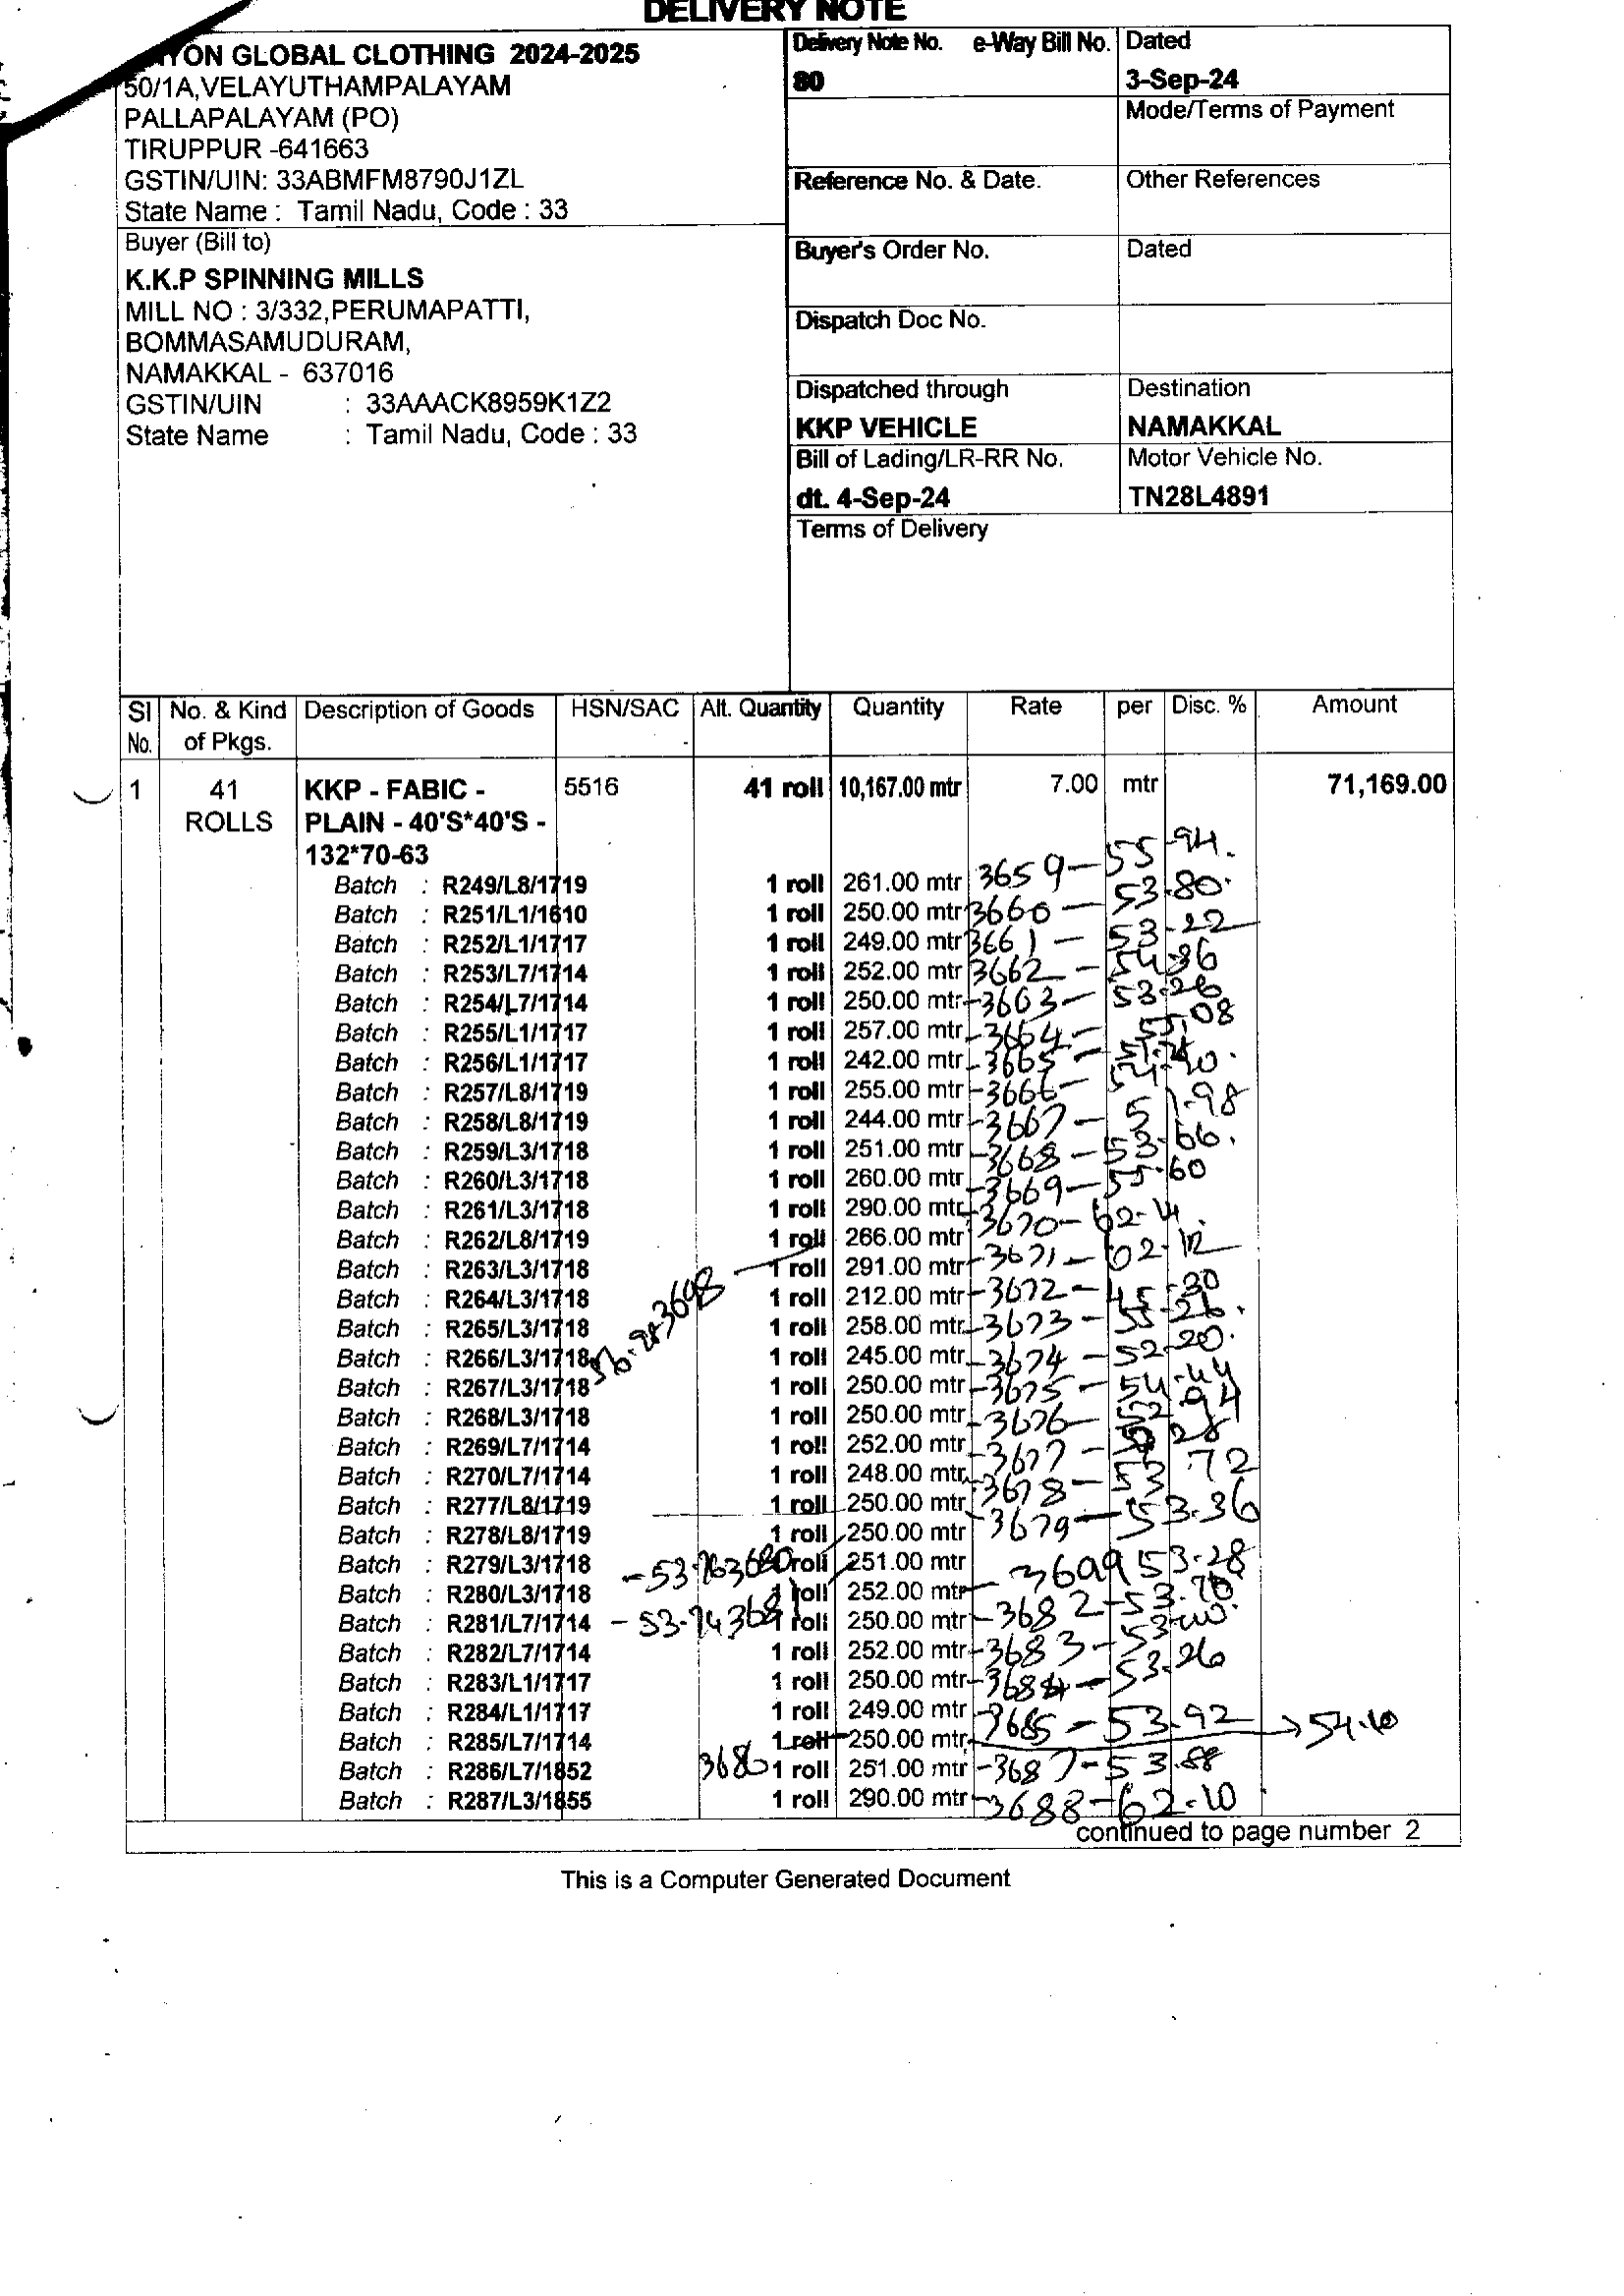 DELIVERY NOTE
YON GLOBAL CLOTHING 2024-2025
50/1A,VELAYUTHAMPALAYAM
PALLAPALAYAM (PO)
TIRUPPUR -641663
GSTIN/UIN: 33ABMFM8790J1ZL
State Name : Tamil Nadu, Code : 33
Buyer (Bill to)
K.K.P SPINNING MILLS
MILL NO : 3/332,PERUMAPATTI,
BOMMASAMUDURAM,
NAMAKKAL - 637016
GSTIN/UIN : 33AAACK8959K1Z2
State Name : Tamil Nadu, Code : 33
Delivery Note No. e-Way Bill No. Dated
80 3-Sep-24
Mode/Terms of Payment
Reference No. & Date. Other References
Buyer's Order No. Dated
Dispatch Doc No.
Dispatched through Destination
KKP VEHICLE NAMAKKAL
Bill of Lading/LR-RR No. Motor Vehicle No.
dt. 4-Sep-24 TN28L4891
Terms of Delivery
Sl No. & Kind Description of Goods HSN/SAC Alt. Quantity Quantity Rate per Disc. % Amount
No. of Pkgs.
1 41 KKP - FABIC - 5516 41 roll 10,167.00 mtr 7.00 mtr 71,169.00
ROLLS PLAIN - 40'S*40'S -
132*70-63
Batch : R249/L8/1719 1 roll 261.00 mtr 3659 - 55.94.
Batch : R251/L1/1610 1 roll 250.00 mtr 3660 - 53.80.
Batch : R252/L1/1717 1 roll 249.00 mtr 3661 - 53.22
Batch : R253/L7/1714 1 roll 252.00 mtr 3662 - 54.36
Batch : R254/L7/1714 1 roll 250.00 mtr - 3663 - 53.26
Batch : R255/L1/1717 1 roll 257.00 mtr - 3664 - 55.08
Batch : R256/L1/1717 1 roll 242.00 mtr - 3665 -
Batch : R257/L8/1719 1 roll 255.00 mtr - 3666 -
Batch : R258/L8/1719 1 roll 244.00 mtr - 3667 - 51.98
Batch : R259/L3/1718 1 roll 251.00 mtr - 3668 - 53.66.
Batch : R260/L3/1718 1 roll 260.00 mtr - 3669 - 55.60
Batch : R261/L3/1718 1 roll 290.00 mtr - 3670 -
Batch : R262/L8/1719 1 roll 266.00 mtr
Batch : R263/L3/1718 1 roll 291.00 mtr - 3671 - 62.12
Batch : R264/L3/1718 1 roll 212.00 mtr - 3672 - 45.30
Batch : R265/L3/1718 1 roll 258.00 mtr - 3673 - 55.26.
Batch : R266/L3/1718 1 roll 245.00 mtr - 3674 - 52.20.
Batch : R267/L3/1718 1 roll 250.00 mtr - 3675 - 54.44
Batch : R268/L3/1718 1 roll 250.00 mtr - 3676 - 52.94
Batch : R269/L7/1714 1 roll 252.00 mtr - 3677 -
Batch : R270/L7/1714 1 roll 248.00 mtr - 3678 - 53.72
Batch : R277/L8/1719 1 roll 250.00 mtr - 3679 - 53.36
Batch : R278/L8/1719 1 roll 250.00 mtr
Batch : R279/L3/1718 roll 251.00 mtr 3699 53.28
Batch : R280/L3/1718 1 roll 252.00 mtr - 3682 - 53.76
Batch : R281/L7/1714 1 roll 250.00 mtr - 3683 - 53.40.
Batch : R282/L7/1714 1 roll 252.00 mtr
Batch : R283/L1/1717 1 roll 250.00 mtr - 3684 - 53.26
Batch : R284/L1/1717 1 roll 249.00 mtr - 3685 - 53.92
Batch : R285/L7/1714 1 roll 250.00 mtr 54.10
Batch : R286/L7/1852 3686 1 roll 251.00 mtr - 3687 - 53.88
Batch : R287/L3/1855 1 roll 290.00 mtr - 3688 - 62.10
continued to page number 2
This is a Computer Generated Document